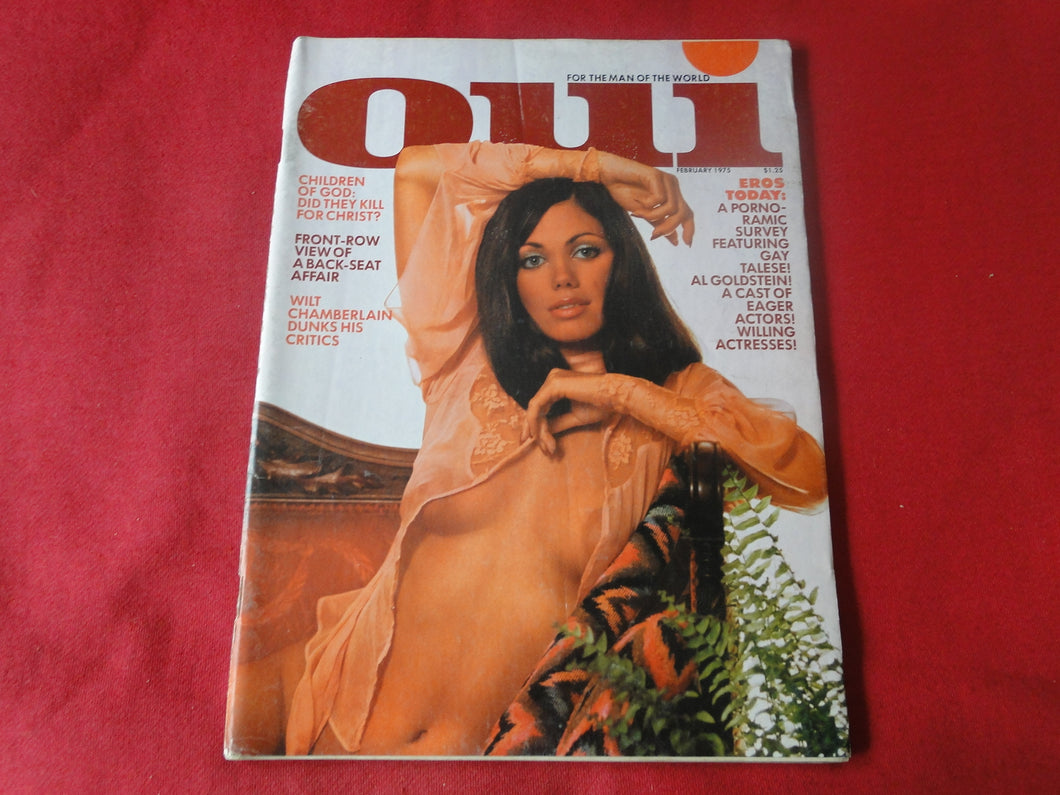 FOR THE MAN OF THE WORLD
oui
FEBRUARY 1975 $1.25
CHILDREN
OF GOD:
DID THEY KILL
FOR CHRIST?
FRONT-ROW
VIEW OF
A BACK-SEAT
AFFAIR
WILT
CHAMBERLAIN
DUNKS HIS
CRITICS
EROS
TODAY:
A PORNO-
RAMIC
SURVEY
FEATURING
GAY
TALESE!
AL GOLDSTEIN!
A CAST OF
EAGER
ACTORS!
WILLING
ACTRESSES!